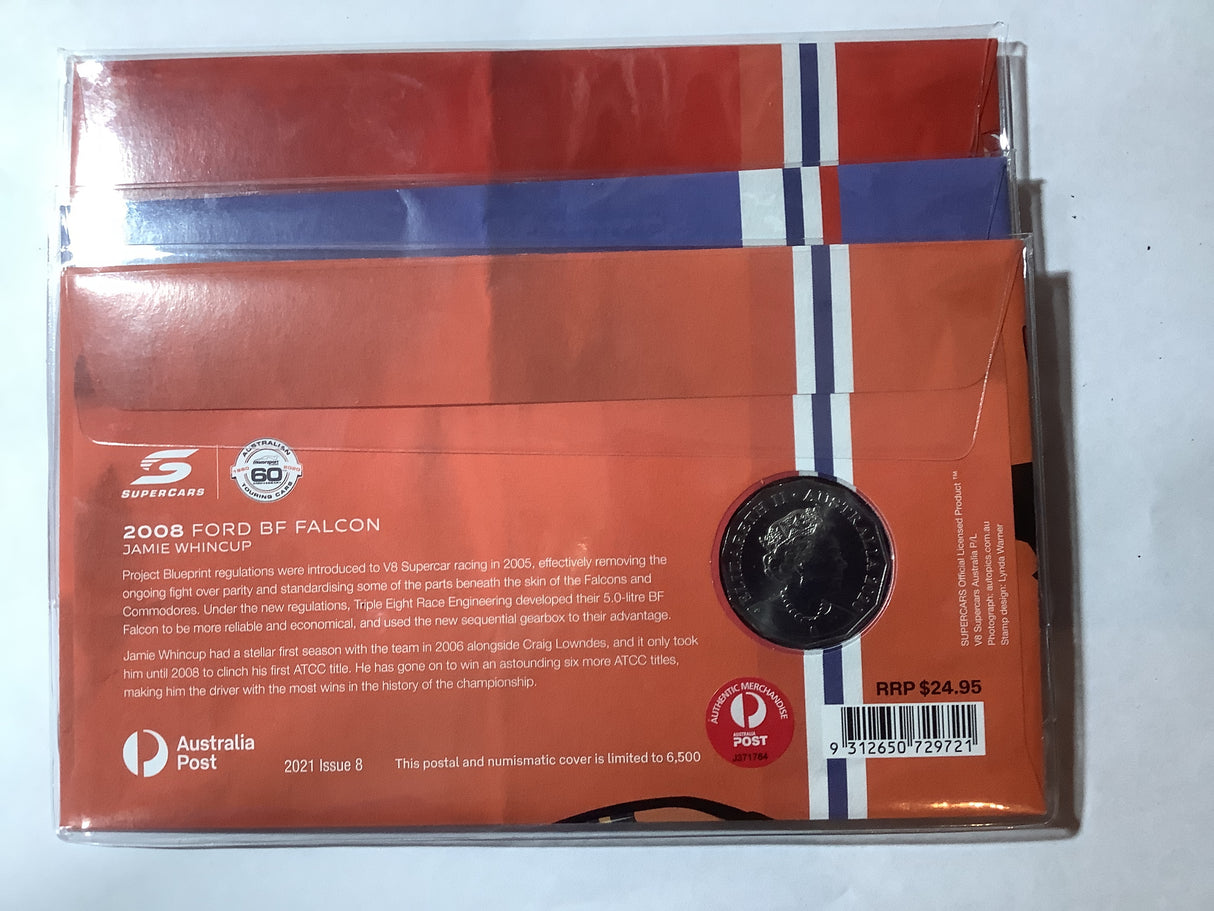 SUPERCARS
AUSTRALIAN
1960 2020
60
TOURING CARS
2008 FORD BF FALCON
JAMIE WHINCUP
Project Blueprint regulations were introduced to V8 Supercar racing in 2005, effectively removing the
ongoing fight over parity and standardising some of the parts beneath the skin of the Falcons and
Commodores. Under the new regulations, Triple Eight Race Engineering developed their 5.0-litre BF
Falcon to be more reliable and economical, and used the new sequential gearbox to their advantage.
Jamie Whincup had a stellar first season with the team in 2006 alongside Craig Lowndes, and it only took
him until 2008 to clinch his first ATCC title. He has gone on to win an astounding six more ATCC titles,
making him the driver with the most wins in the history of the championship.
Australia
Post
2021 Issue 8
This postal and numismatic cover is limited to 6,500
ELIZABETH II • AUSTRALIA
AUTHENTIC MERCHANDISE
AUSTRALIA
POST
J371784
RRP $24.95
9 312650 729721
SUPERCARS Official Licensed Product ™
V8 Supercars Australia P/L
Photograph: autopics.com.au
Stamp design: Lynda Warner